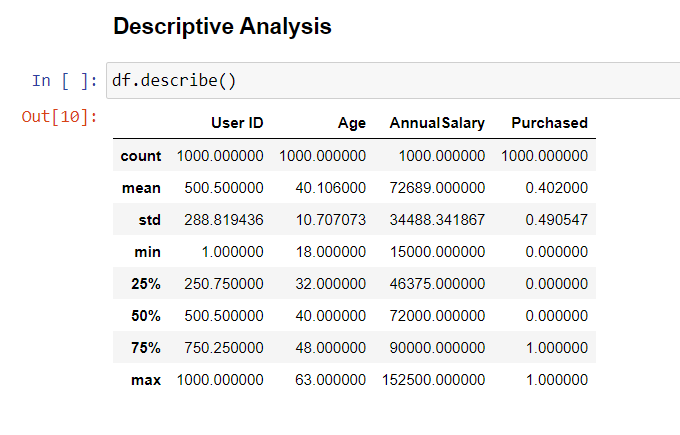 Descriptive Analysis
In [ ]: df.describe()
Out[10]:
User ID Age AnnualSalary Purchased
count 1000.000000 1000.000000 1000.000000 1000.000000
mean 500.500000 40.106000 72689.000000 0.402000
std 288.819436 10.707073 34488.341867 0.490547
min 1.000000 18.000000 15000.000000 0.000000
25% 250.750000 32.000000 46375.000000 0.000000
50% 500.500000 40.000000 72000.000000 0.000000
75% 750.250000 48.000000 90000.000000 1.000000
max 1000.000000 63.000000 152500.000000 1.000000